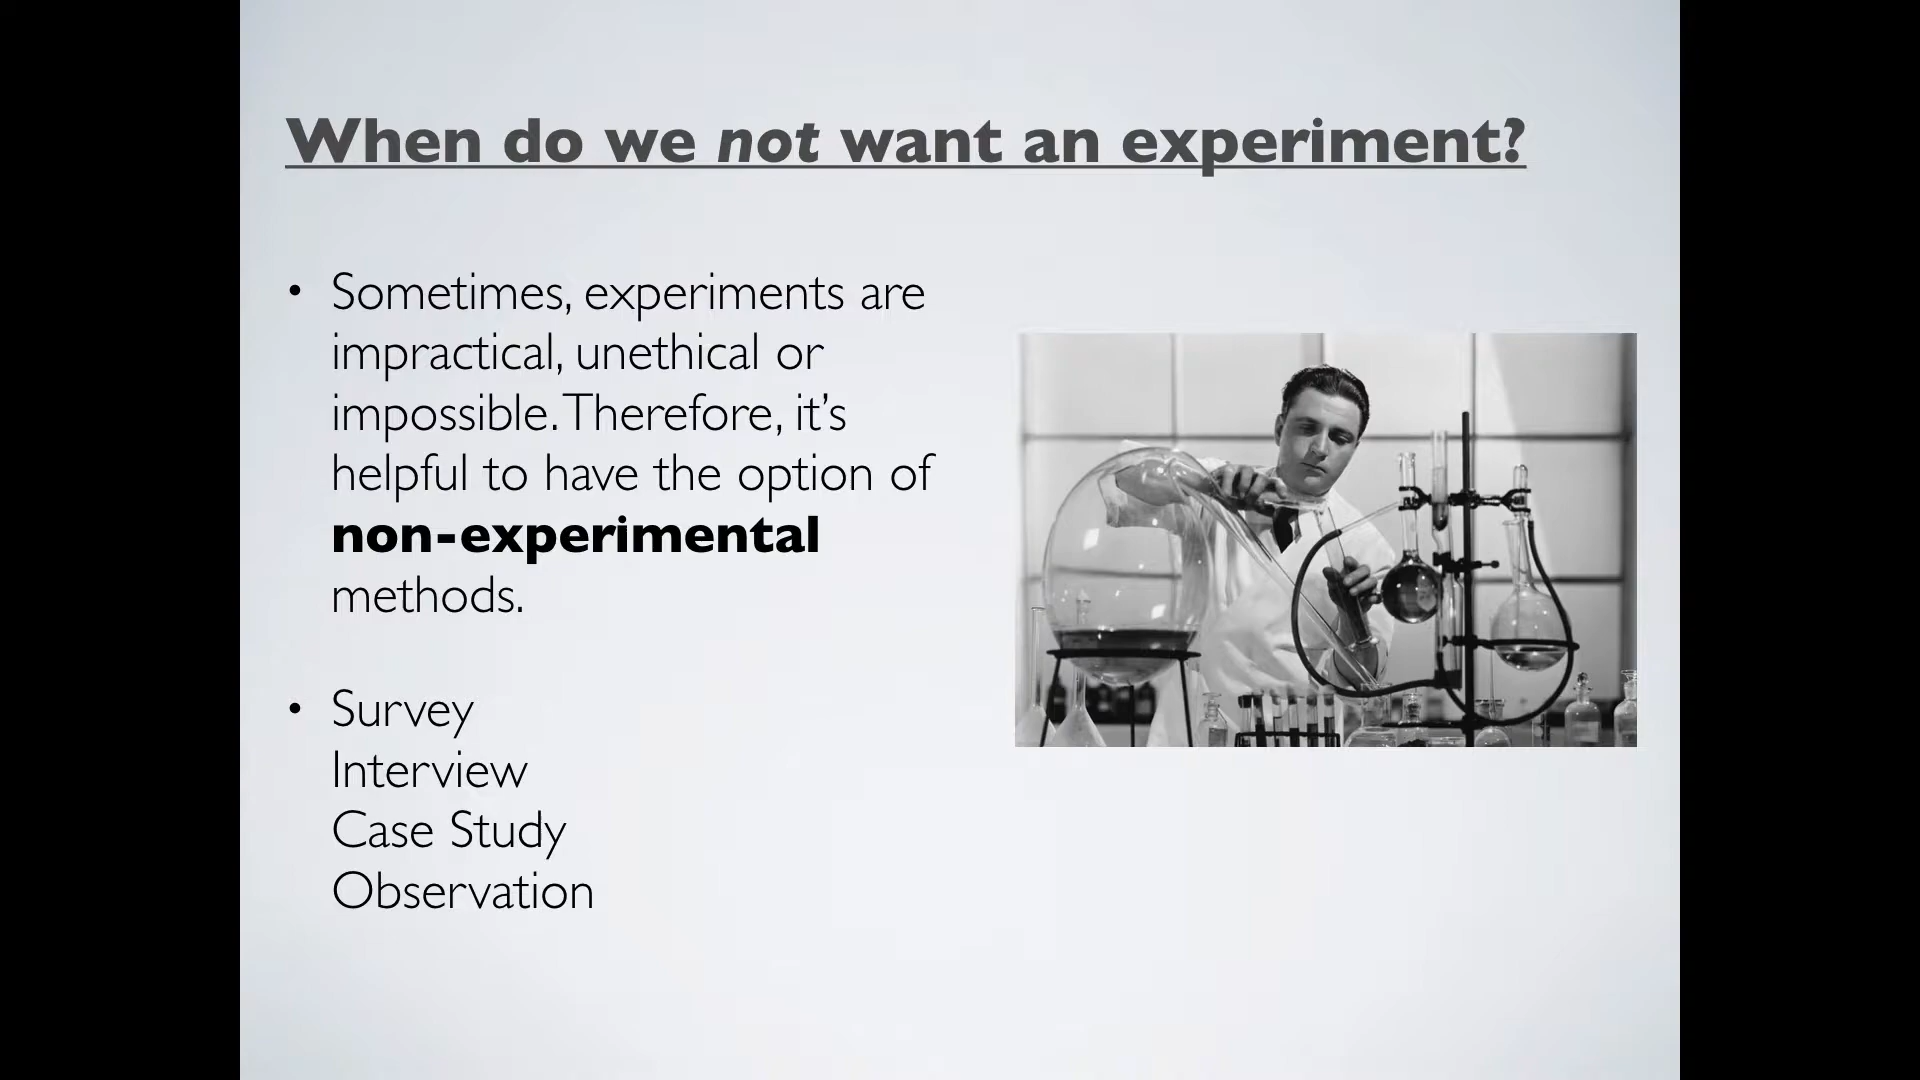 When do we not want an experiment?
• Sometimes, experiments are
impractical, unethical or
impossible. Therefore, it’s
helpful to have the option of
non-experimental
methods.
• Survey
Interview
Case Study
Observation